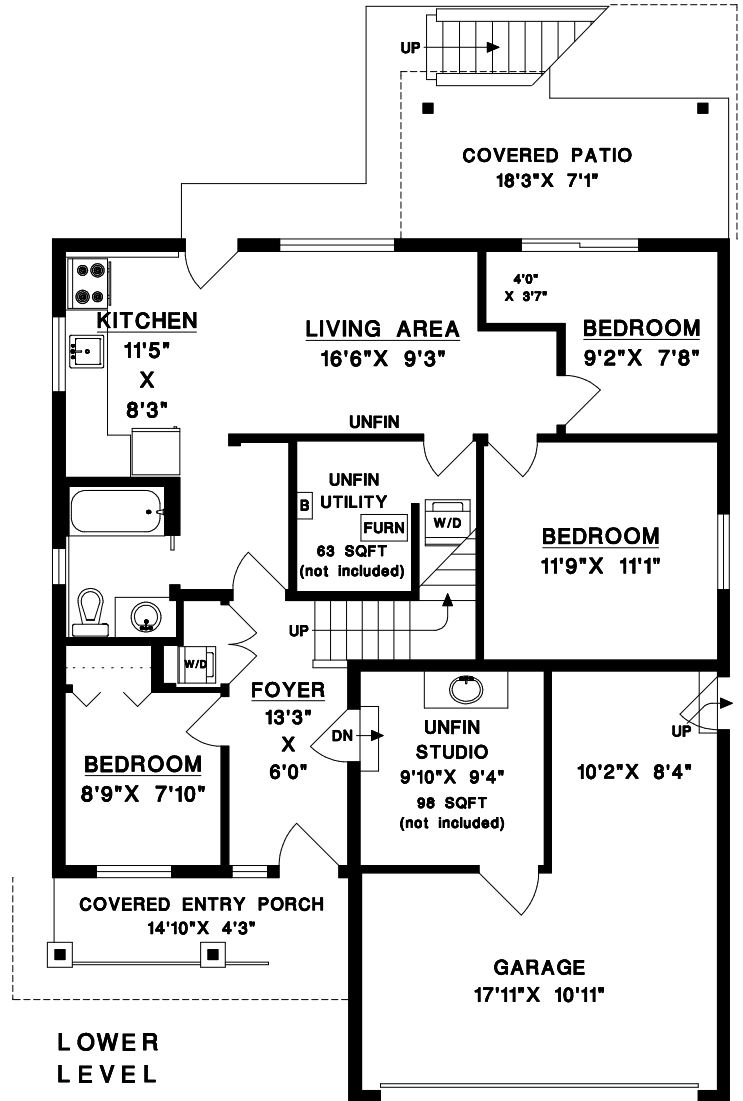 UP
COVERED PATIO
18'3"X 7'1"
4'0"
X 3'7"
KITCHEN
11'5"
X
8'3"
LIVING AREA
16'6"X 9'3"
BEDROOM
9'2"X 7'8"
UNFIN
UNFIN
UTILITY
B
FURN
63 SQFT
(not included)
W/D
BEDROOM
11'9"X 11'1"
UP
W/D
FOYER
13'3"
X
6'0"
DN
BEDROOM
8'9"X 7'10"
UNFIN
STUDIO
9'10"X 9'4"
98 SQFT
(not included)
UP
10'2"X 8'4"
COVERED ENTRY PORCH
14'10"X 4'3"
GARAGE
17'11"X 10'11"
LOWER
LEVEL